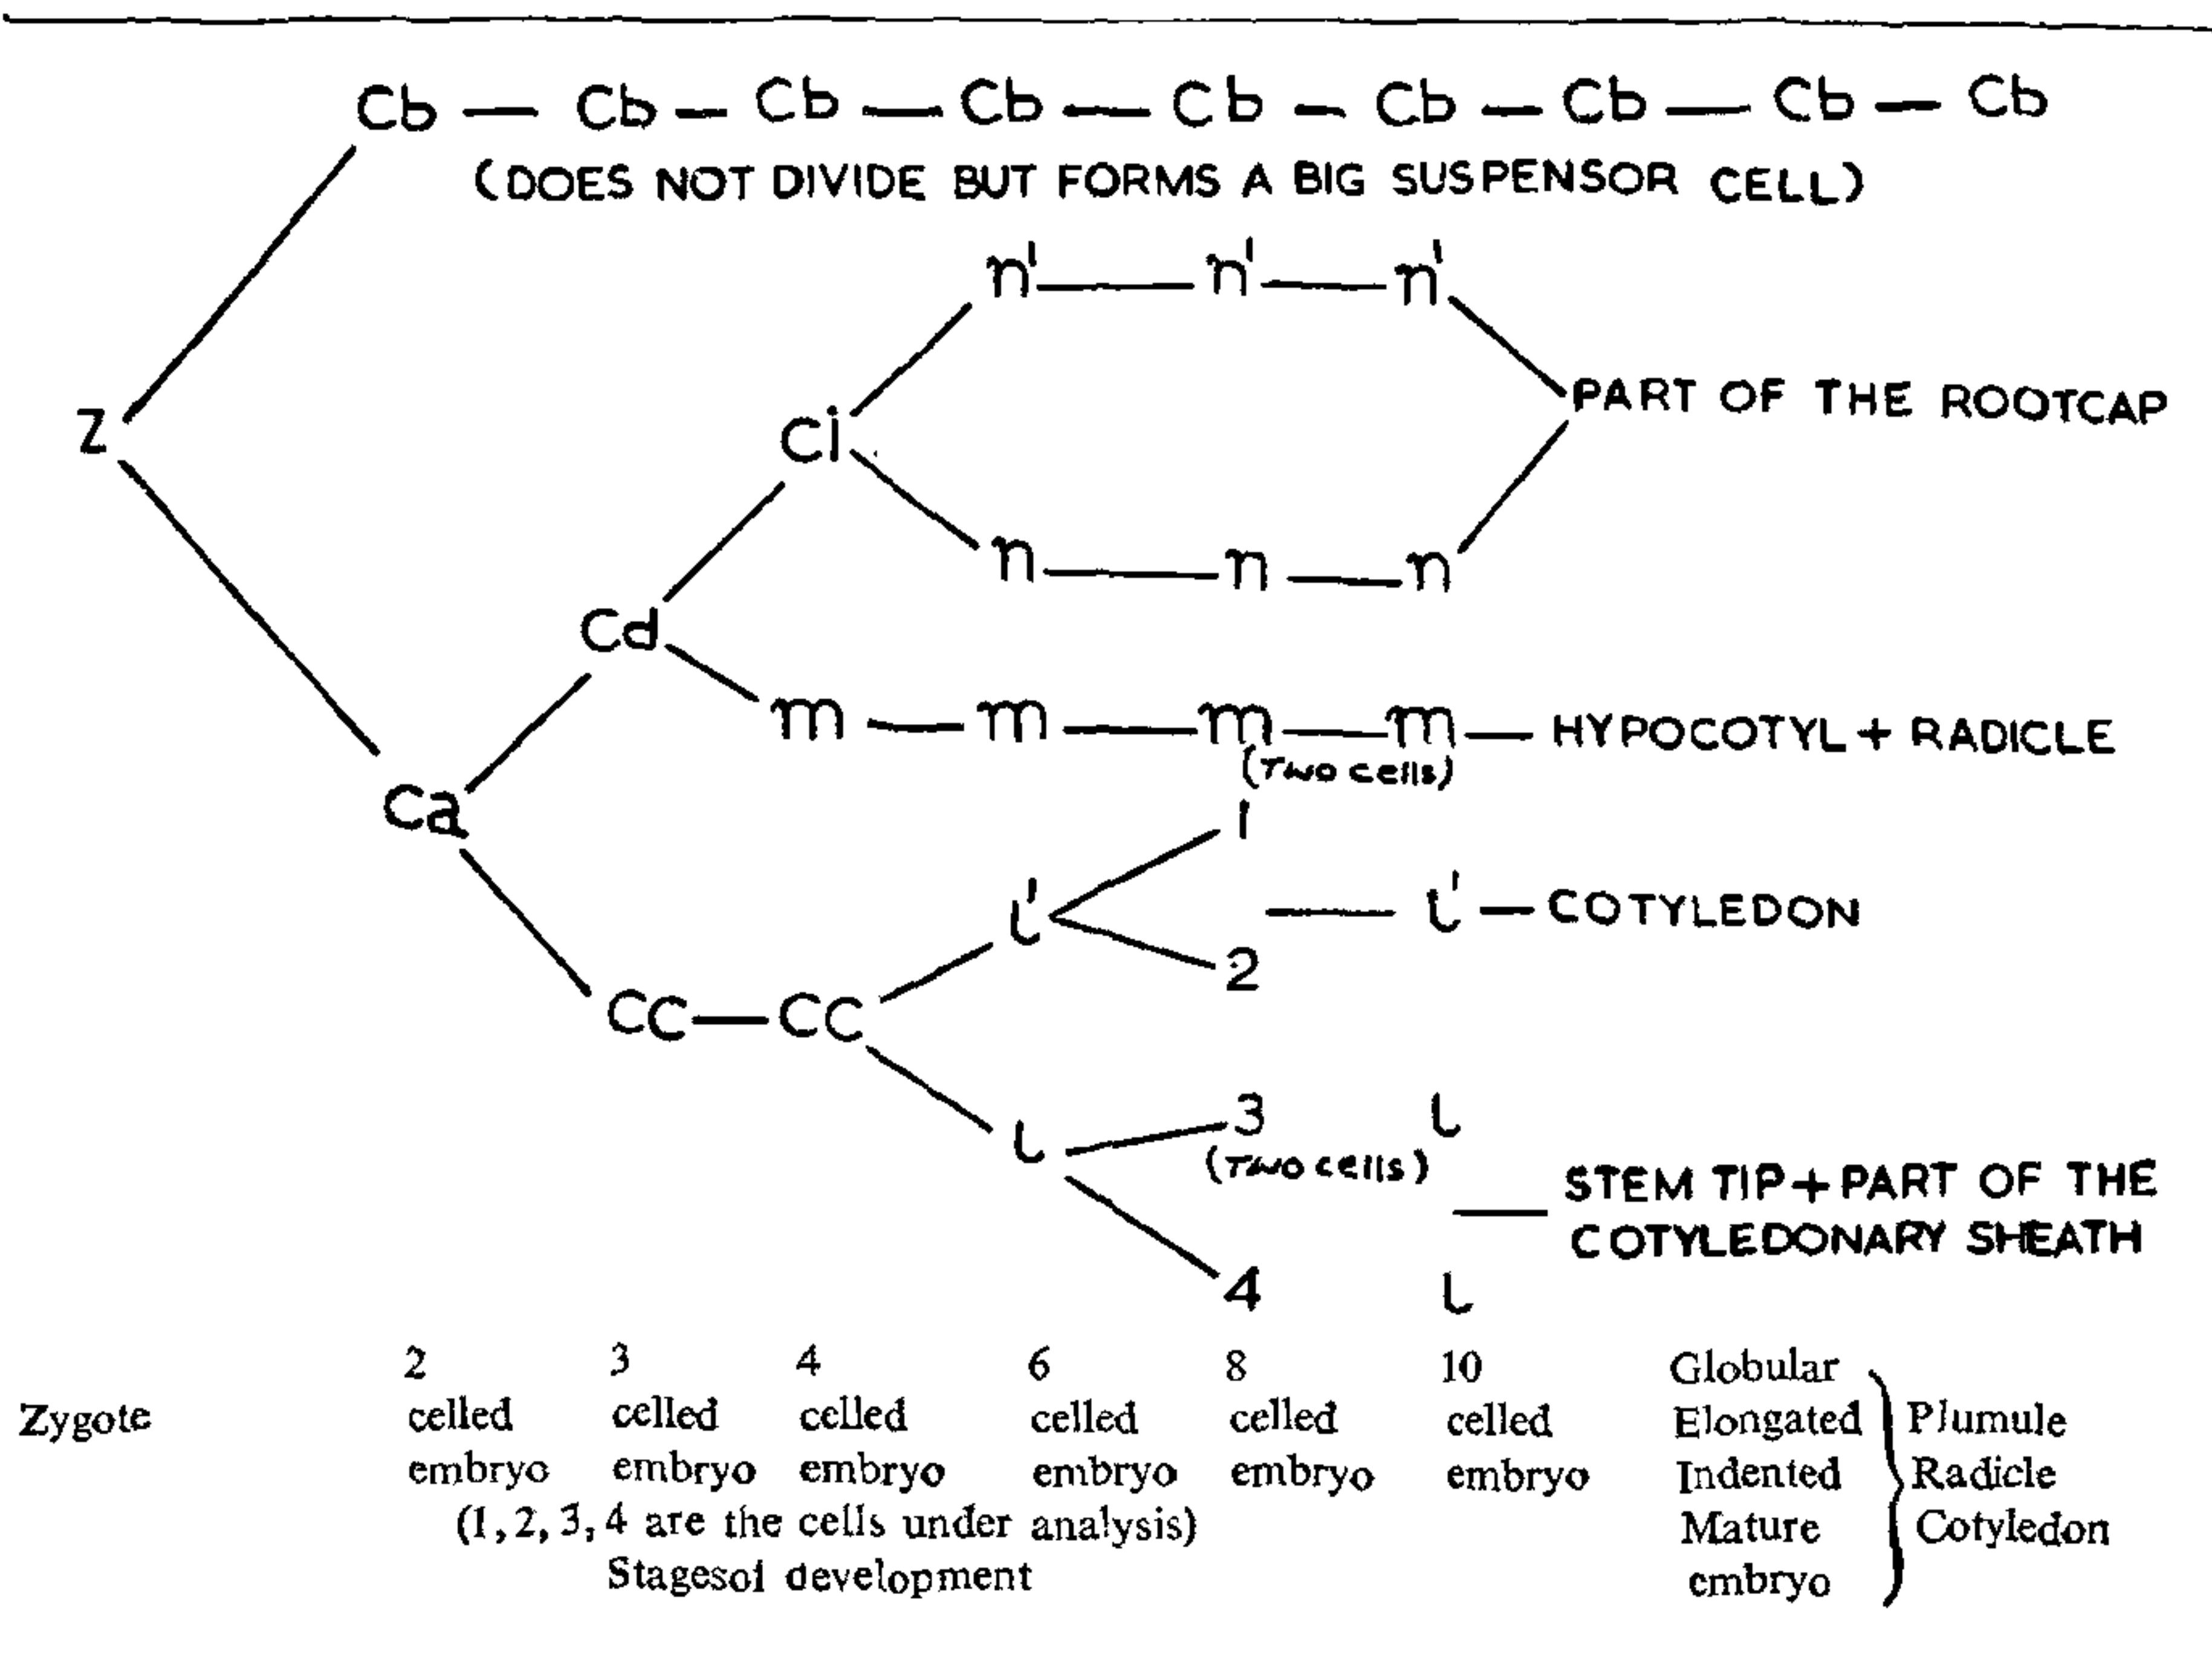 Cb — Cb — Cb — Cb — Cb — Cb — Cb — Cb — Cb
(DOES NOT DIVIDE BUT FORMS A BIG SUSPENSOR CELL)
n' n' n'
PART OF THE ROOTCAP
Z
Ci
n n n
Cd
m m m m — HYPOCOTYL + RADICLE
(Two cells)
Ca
1
l' l' — COTYLEDON
2
CC — CC
3 l
l
(Two cells)
STEM TIP + PART OF THE
COTYLEDONARY SHEATH
4 l
2 3 4 6 8 10 Globular
Zygote celled celled celled celled celled celled Elongated Plumule
embryo embryo embryo embryo embryo embryo Indented Radicle
(1, 2, 3, 4 are the cells under analysis) Mature Cotyledon
Stagesol development embryo